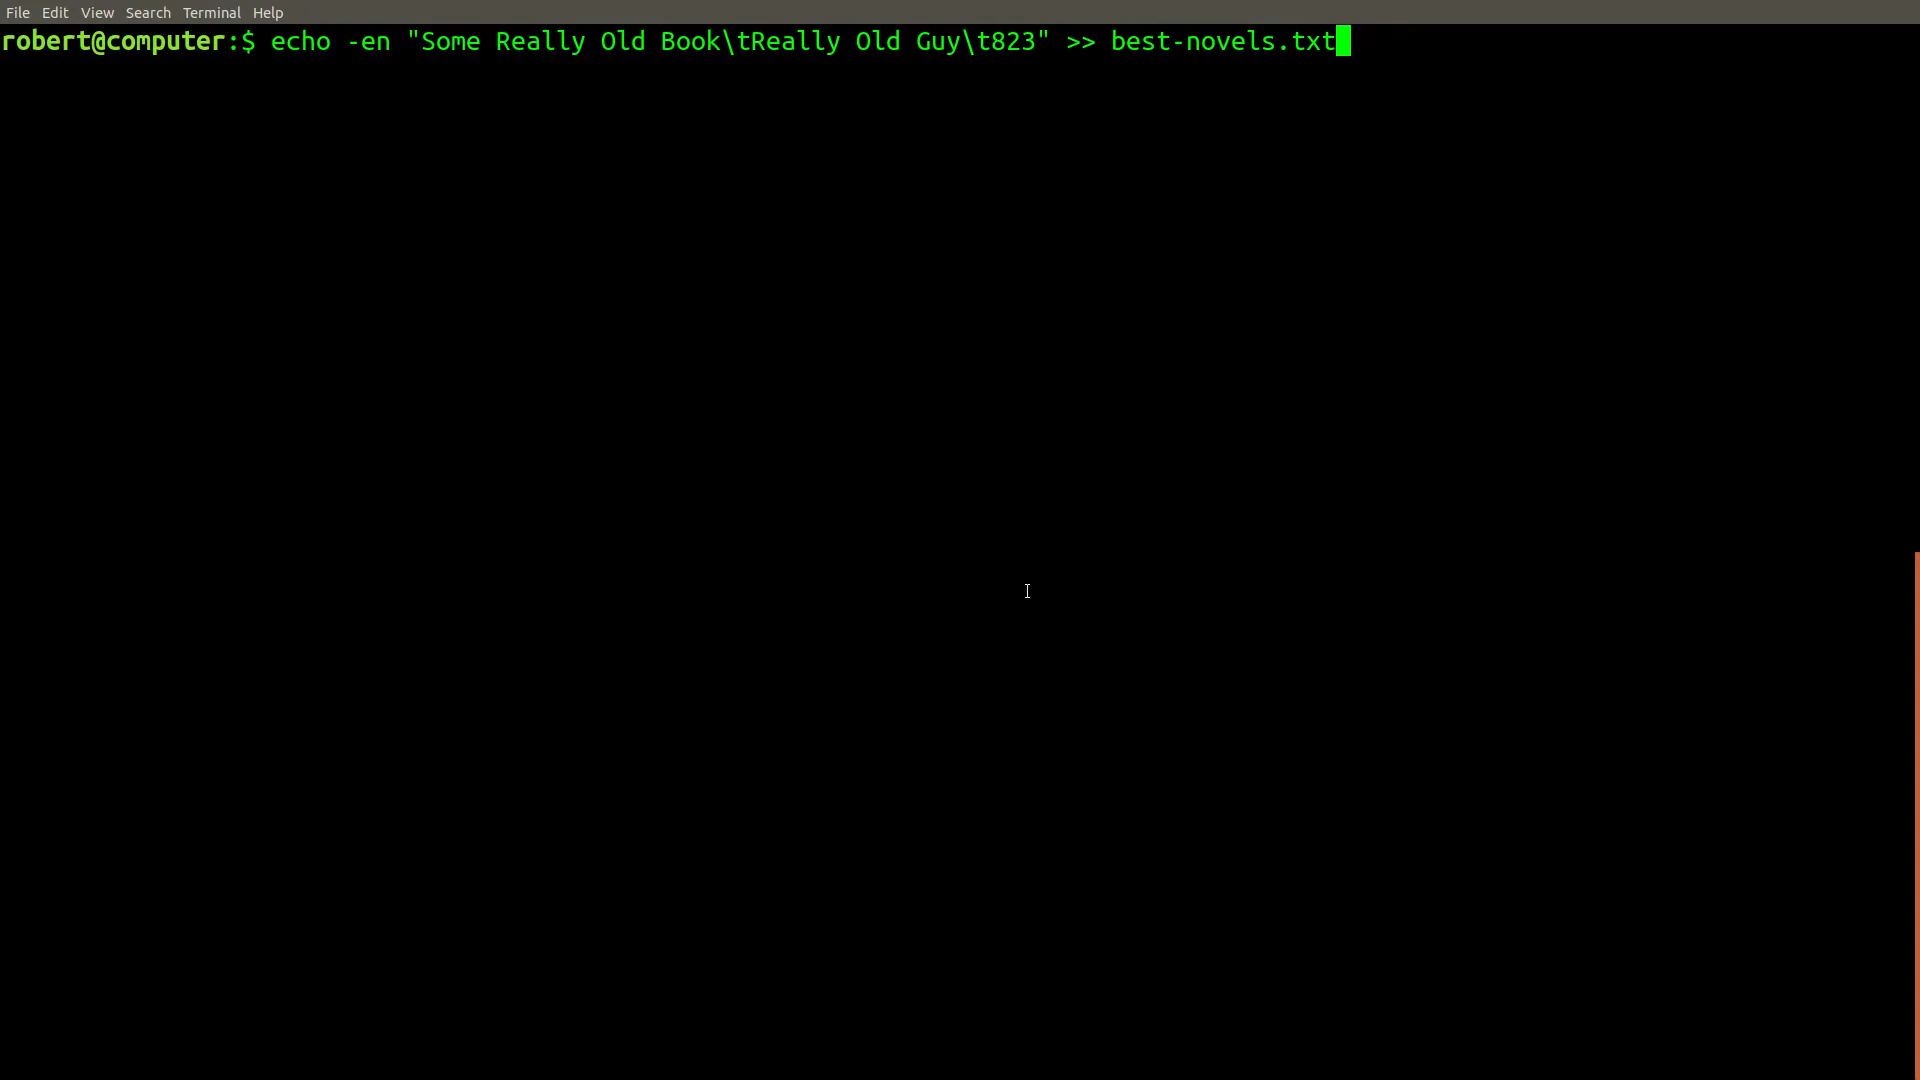 File Edit View Search Terminal Help
robert@computer:$ echo -en "Some Really Old Book\tReally Old Guy\t823" >> best-novels.txt